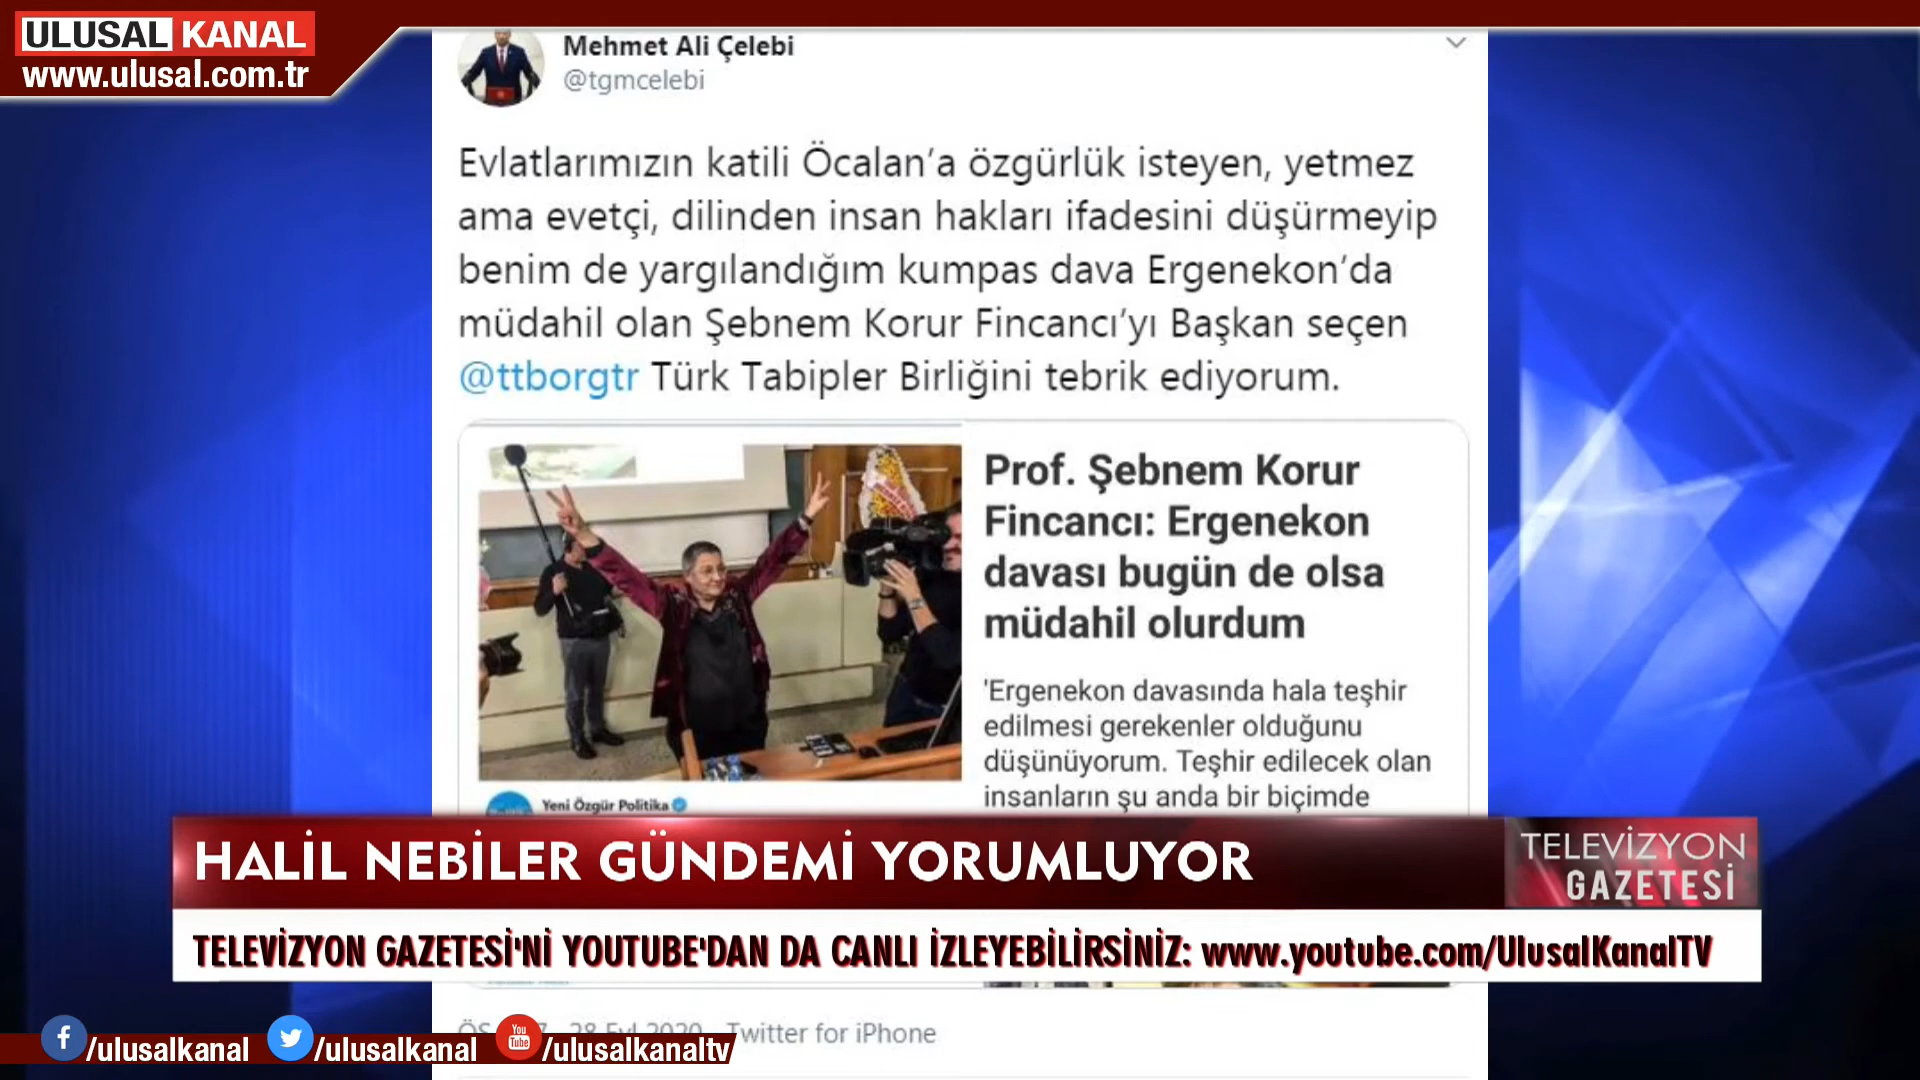 ULUSAL KANAL
www.ulusal.com.tr
Mehmet Ali Çelebi
@tgmcelebi
Evlatlarımızın katili Öcalan’a özgürlük isteyen, yetmez
ama evetçi, dilinden insan hakları ifadesini düşürmeyip
benim de yargılandığım kumpas dava Ergenekon’da
müdahil olan Şebnem Korur Fincancı’yı Başkan seçen
@ttborgtr Türk Tabipler Birliğini tebrik ediyorum.
Prof. Şebnem Korur
Fincancı: Ergenekon
davası bugün de olsa
müdahil olurdum
'Ergenekon davasında hala teşhir
edilmesi gerekenler olduğunu
düşünüyorum. Teşhir edilecek olan
insanların şu anda bir biçimde
Yeni Özgür Politika
HALİL NEBİLER GÜNDEMİ YORUMLUYOR
TELEVİZYON
GAZETESİ
TELEVİZYON GAZETESİ'Nİ YOUTUBE'DAN DA CANLI İZLEYEBİLİRSİNİZ: www.youtube.com/UlusalKanalTV
28 Eyl 2020 Twitter for iPhone
/ulusalkanal
/ulusalkanal
You
Tube
/ulusalkanaltv